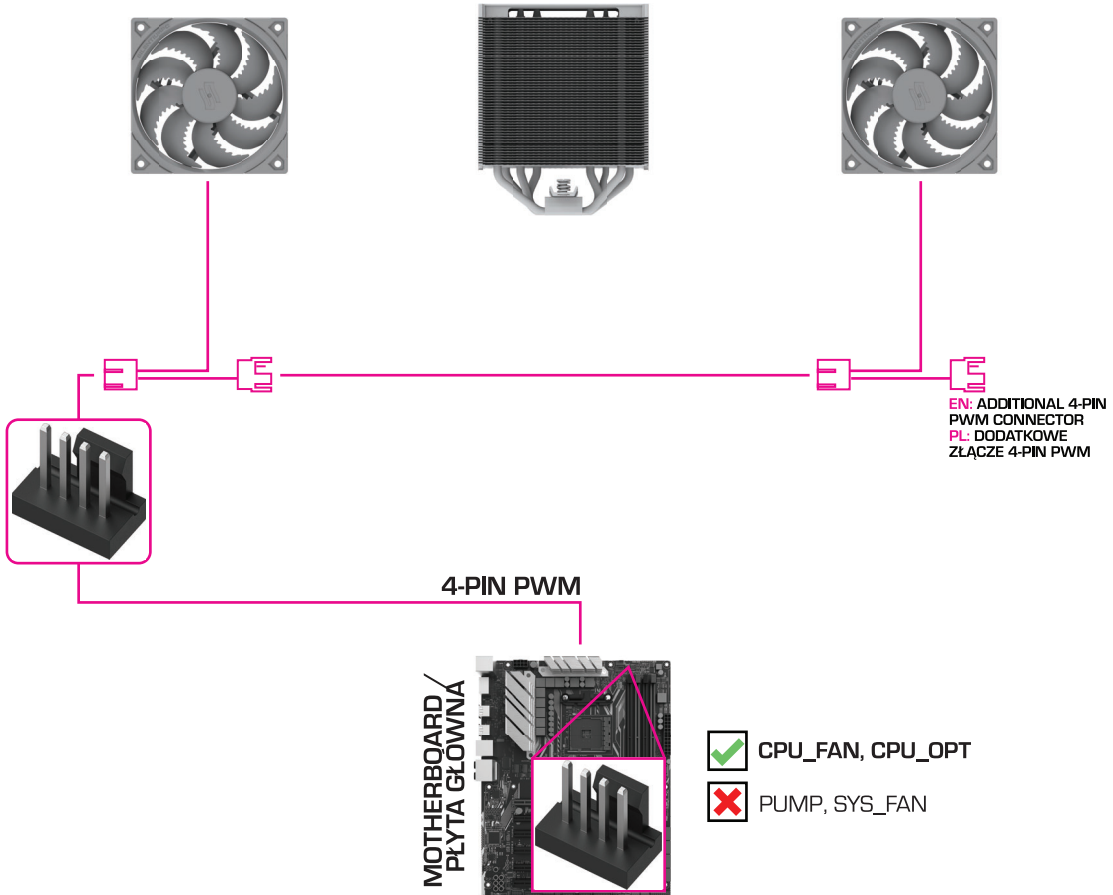 EN: ADDITIONAL 4-PIN
PWM CONNECTOR
PL: DODATKOWE
ZŁĄCZE 4-PIN PWM
4-PIN PWM
MOTHERBOARD /
PŁYTA GŁÓWNA
CPU_FAN, CPU_OPT
PUMP, SYS_FAN